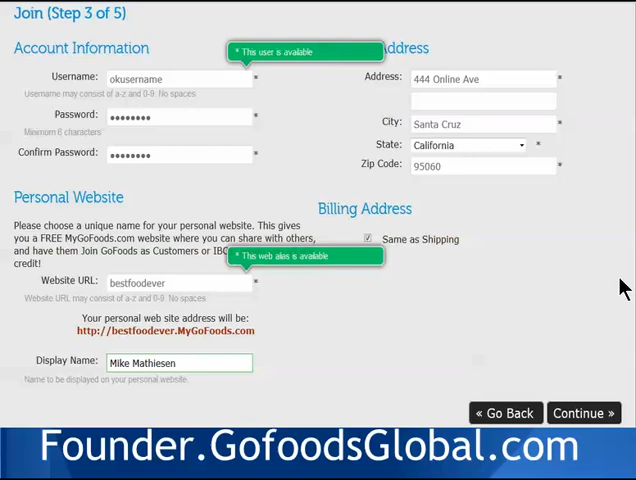 Join (Step 3 of 5)
Account Information
* This user is available
Username: okusername *
Username may consist of a-z and 0-9. No spaces
Password: ●●●●●●●● *
Minimum 6 characters
Confirm Password: ●●●●●●●● *
Address
Address: 444 Online Ave *
City: Santa Cruz *
State: California *
Zip Code: 95060 *
Personal Website
Please choose a unique name for your personal website. This gives
you a FREE MyGoFoods.com website where you can share with others,
and have them Join GoFoods as Customers or IBO
credit!
* This web alias is available
Website URL: bestfoodever *
Website URL may consist of a-z and 0-9. No spaces
Your personal web site address will be:
http://bestfoodever.MyGoFoods.com
Display Name: Mike Mathiesen
Name to be displayed on your personal website.
Billing Address
Same as Shipping
« Go Back
Continue »
Founder.GofoodsGlobal.com